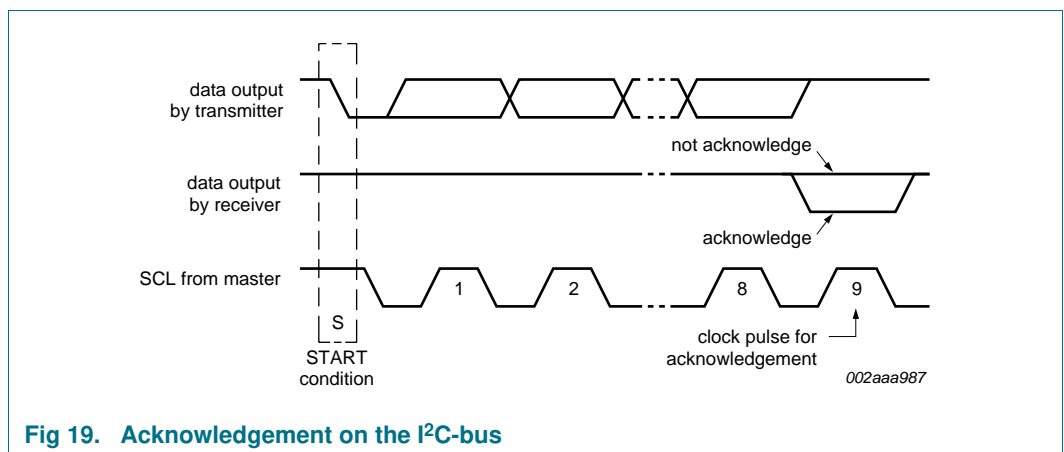 data output
by transmitter
not acknowledge
data output
by receiver
acknowledge
SCL from master
1
2
8
9
S
START
condition
clock pulse for
acknowledgement
002aaa987
Fig 19. Acknowledgement on the I²C-bus